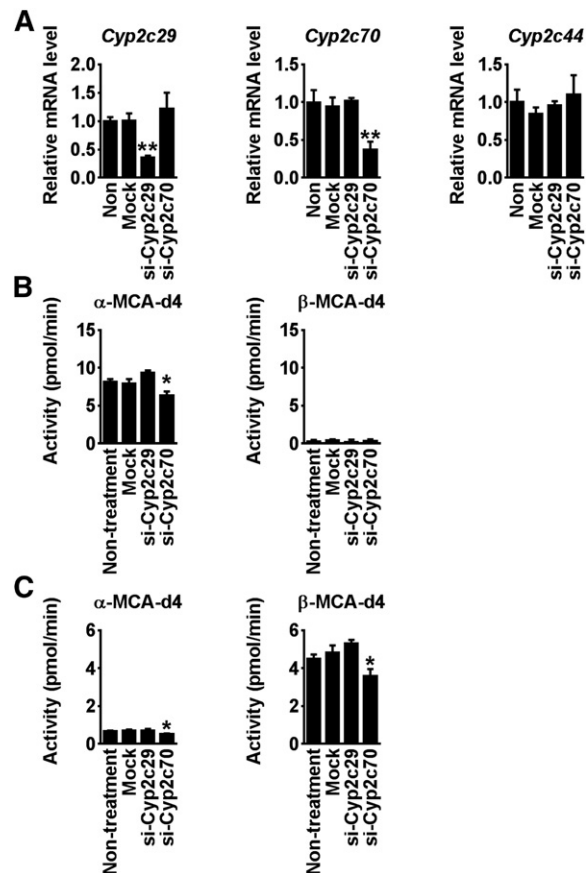 A
Cyp2c29
Cyp2c70
Cyp2c44
Relative mRNA level
2.0
1.5
1.0
0.5
0.0
**
Non
Mock
si-Cyp2c29
si-Cyp2c70
Relative mRNA level
1.5
1.0
0.5
0.0
**
Non
Mock
si-Cyp2c29
si-Cyp2c70
Relative mRNA level
1.5
1.0
0.5
0.0
Non
Mock
si-Cyp2c29
si-Cyp2c70
B
α-MCA-d4
β-MCA-d4
Activity (pmol/min)
15
10
5
0
*
Non-treatment
Mock
si-Cyp2c29
si-Cyp2c70
Activity (pmol/min)
15
10
5
0
Non-treatment
Mock
si-Cyp2c29
si-Cyp2c70
C
α-MCA-d4
β-MCA-d4
Activity (pmol/min)
6
4
2
0
*
Non-treatment
Mock
si-Cyp2c29
si-Cyp2c70
Activity (pmol/min)
6
4
2
0
*
Non-treatment
Mock
si-Cyp2c29
si-Cyp2c70